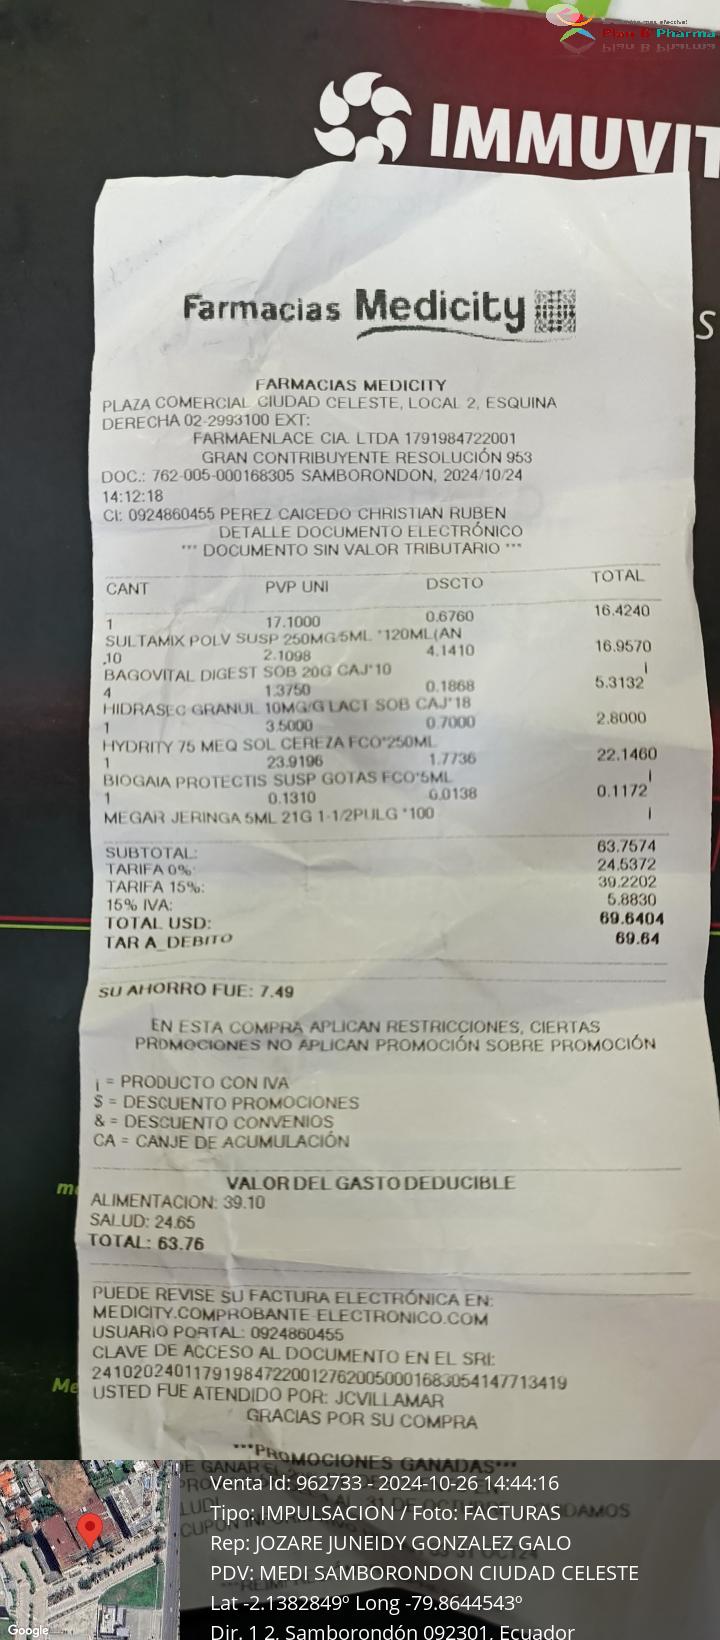 Plan B Pharma
IMMUVIT
S
Farmacias Medicity
FARMACIAS MEDICITY
PLAZA COMERCIAL CIUDAD CELESTE, LOCAL 2, ESQUINA
DERECHA 02-2993100 EXT:
FARMAENLACE CIA. LTDA 1791984722001
GRAN CONTRIBUYENTE RESOLUCIÓN 953
DOC.: 762-005-000168305 SAMBORONDON, 2024/10/24
14:12:18
CI: 0924860455 PEREZ CAICEDO CHRISTIAN RUBEN
DETALLE DOCUMENTO ELECTRÓNICO
*** DOCUMENTO SIN VALOR TRIBUTARIO ***
CANT PVP UNI DSCTO TOTAL
1 17.1000 0.6760 16.4240
SULTAMIX POLV SUSP 250MG/5ML *120ML(AN
,10 2.1098 4.1410 16.9570
BAGOVITAL DIGEST SOB 20G CAJ*10 i
4 1.3750 0.1868 5.3132
HIDRASEC GRANUL 10MG/G LACT SOB CAJ*18
1 3.5000 0.7000 2.8000
HYDRITY 75 MEQ SOL CEREZA FCO*250ML
1 23.9196 1.7736 22.1460
BIOGAIA PROTECTIS SUSP GOTAS FCO*5ML i
1 0.1310 0.0138 0.1172
MEGAR JERINGA 5ML 21G 1-1/2PULG *100 i
SUBTOTAL: 63.7574
TARIFA 0%: 24.5372
TARIFA 15%: 39.2202
15% IVA: 5.8830
TOTAL USD: 69.6404
TAR A_DEBITO 69.64
SU AHORRO FUE: 7.49
EN ESTA COMPRA APLICAN RESTRICCIONES, CIERTAS
PROMOCIONES NO APLICAN PROMOCIÓN SOBRE PROMOCIÓN
¡ = PRODUCTO CON IVA
$ = DESCUENTO PROMOCIONES
& = DESCUENTO CONVENIOS
CA = CANJE DE ACUMULACIÓN
VALOR DEL GASTO DEDUCIBLE
ALIMENTACION: 39.10
SALUD: 24.65
TOTAL: 63.76
PUEDE REVISE SU FACTURA ELECTRÓNICA EN:
MEDICITY.COMPROBANTE-ELECTRONICO.COM
USUARIO PORTAL: 0924860455
CLAVE DE ACCESO AL DOCUMENTO EN EL SRI:
2410202401179198472200127620050001683054147713419
USTED FUE ATENDIDO POR: JCVILLAMAR
GRACIAS POR SU COMPRA
***PROMOCIONES GANADAS***
Venta Id: 962733 - 2024-10-26 14:44:16
Tipo: IMPULSACION / Foto: FACTURAS
Rep: JOZARE JUNEIDY GONZALEZ GALO
PDV: MEDI SAMBORONDON CIUDAD CELESTE
Lat -2.1382849º Long -79.8644543º
Dir. 1 2, Samborondón 092301, Ecuador
Google